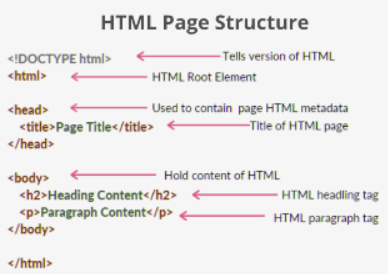 HTML Page Structure
<!DOCTYPE html> Tells version of HTML
<html> HTML Root Element
<head> Used to contain page HTML metadata
<title>Page Title</title> Title of HTML page
</head>
<body> Hold content of HTML
<h2>Heading Content</h2> HTML headling tag
<p>Paragraph Content</p> HTML paragraph tag
</body>
</html>